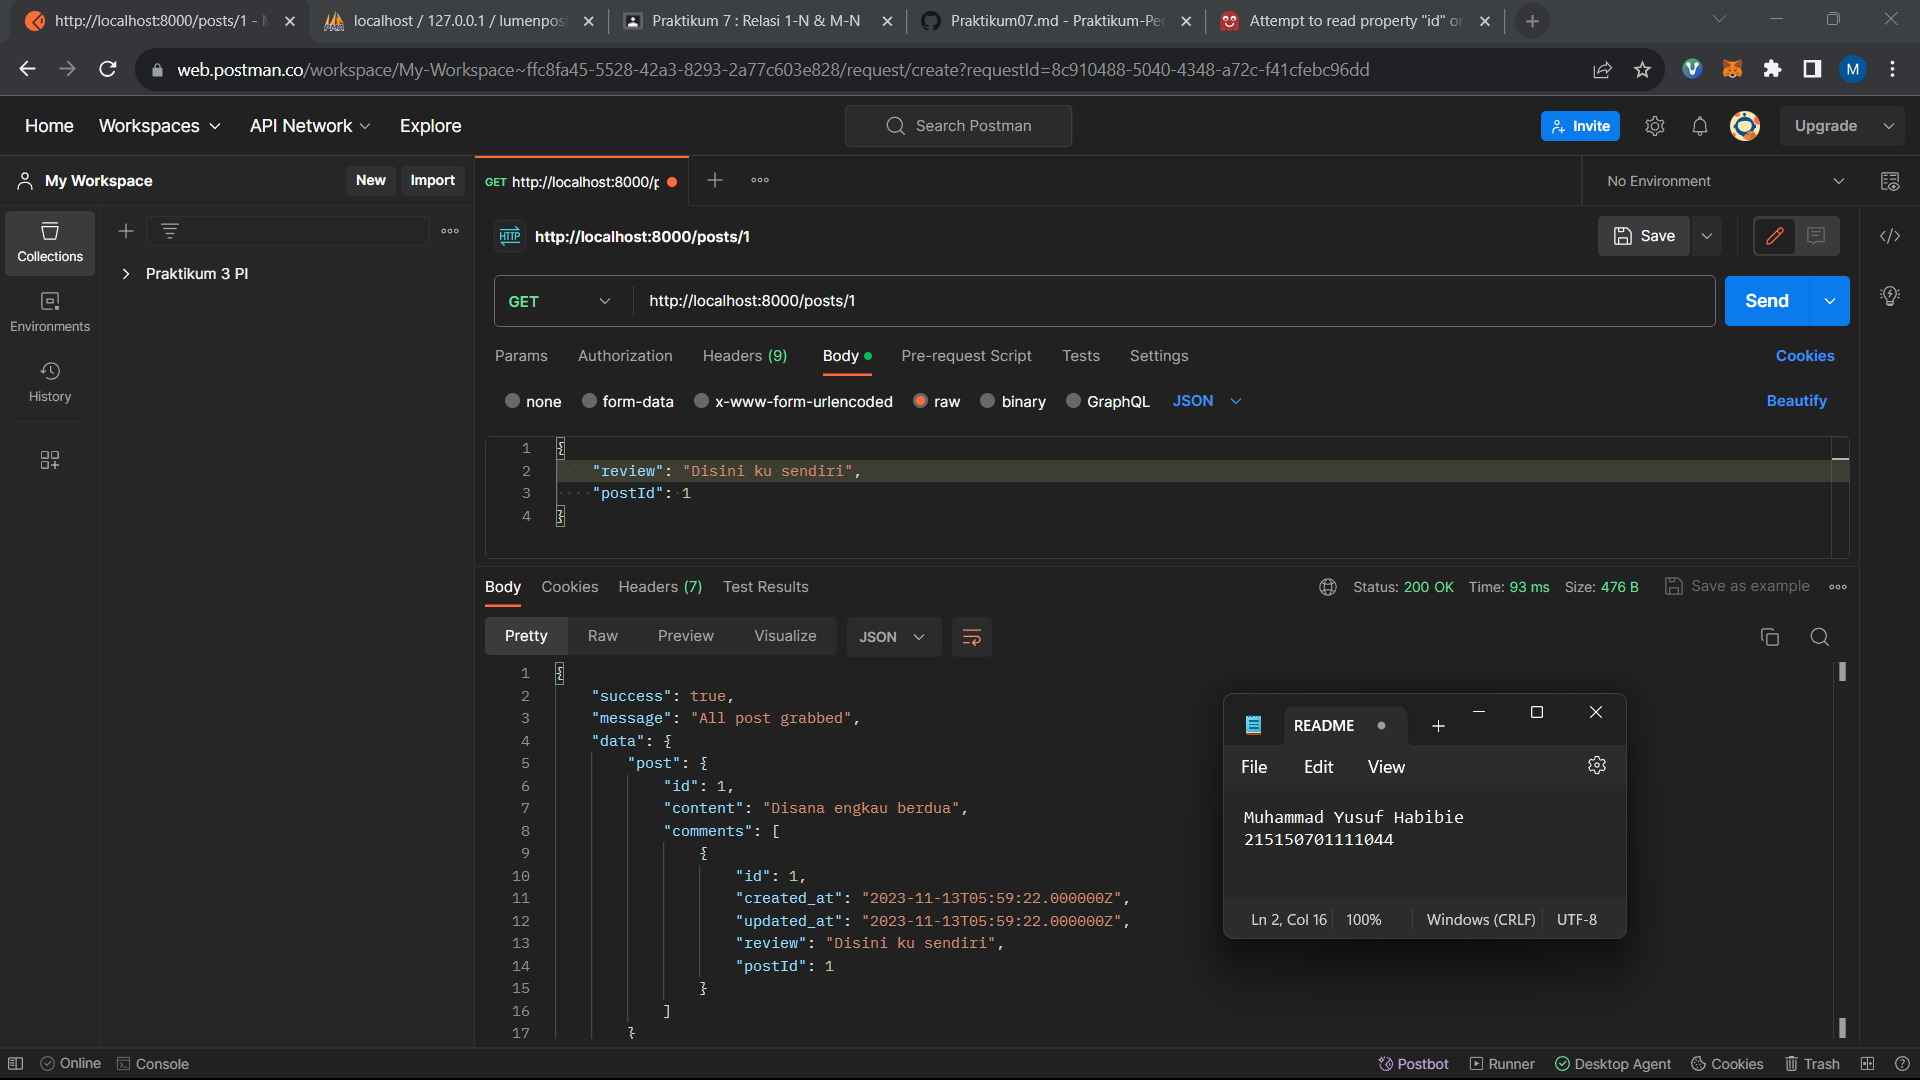 http://localhost:8000/posts/1 - M
localhost / 127.0.0.1 / lumenpost
Praktikum 7 : Relasi 1-N & M-N
Praktikum07.md - Praktikum-Pe
Attempt to read property "id" on
web.postman.co/workspace/My-Workspace~ffc8fa45-5528-42a3-8293-2a77c603e828/request/create?requestId=8c910488-5040-4348-a72c-f41cfebc96dd
M
Home Workspaces API Network Explore
Search Postman
Invite
Upgrade
My Workspace
New Import
GET http://localhost:8000/p
No Environment
Collections
Environments
History
Praktikum 3 PI
HTTP http://localhost:8000/posts/1
Save
GET http://localhost:8000/posts/1
Send
Params Authorization Headers (9) Body Pre-request Script Tests Settings
Cookies
none form-data x-www-form-urlencoded raw binary GraphQL JSON
Beautify
1 {
2 "review": "Disini ku sendiri",
3 "postId": 1
4 }
Body Cookies Headers (7) Test Results
Status: 200 OK Time: 93 ms Size: 476 B Save as example
Pretty Raw Preview Visualize JSON
1 {
2 "success": true,
3 "message": "All post grabbed",
4 "data": {
5 "post": {
6 "id": 1,
7 "content": "Disana engkau berdua",
8 "comments": [
9 {
10 "id": 1,
11 "created_at": "2023-11-13T05:59:22.000000Z",
12 "updated_at": "2023-11-13T05:59:22.000000Z",
13 "review": "Disini ku sendiri",
14 "postId": 1
15 }
16 ]
17 }
README
File Edit View
Muhammad Yusuf Habibie
215150701111044
Ln 2, Col 16 100% Windows (CRLF) UTF-8
Online Console
Postbot Runner Desktop Agent Cookies Trash